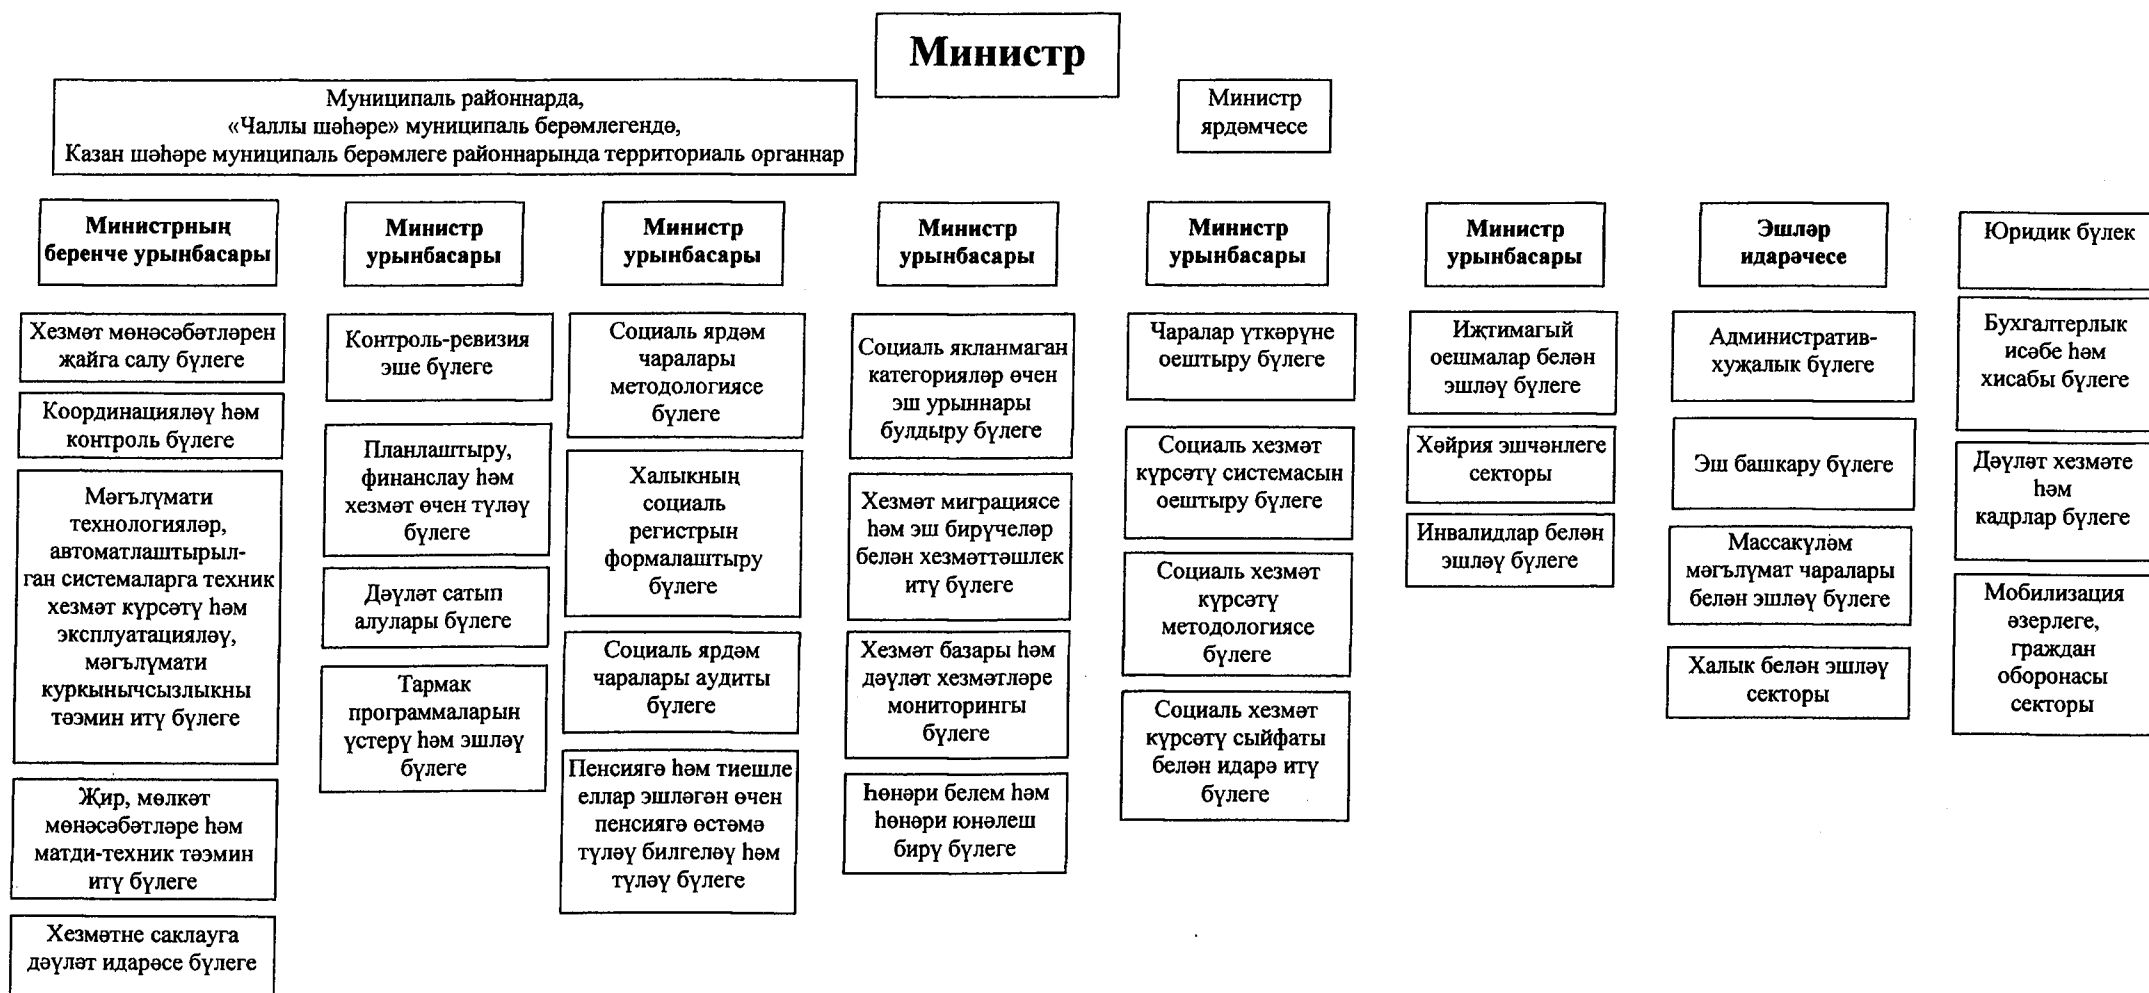 Министр
Муниципаль районнарда,
«Чаллы шәһәре» муниципаль берәмлегендә,
Казан шәһәре муниципаль берәмлеге районнарында территориаль органнар
Министр
ярдәмчесе
Министрның
беренче урынбасары
Хезмәт мөнәсәбәтләрен
җайга салу бүлеге
Координацияләү һәм
контроль бүлеге
Мәгълүмати
технологияләр,
автоматлаштырыл-
ган системаларга техник
хезмәт күрсәтү һәм
эксплуатацияләү,
мәгълүмати
куркынычсызлыкны
тәэмин итү бүлеге
Җир, мөлкәт
мөнәсәбәтләре һәм
матди-техник тәэмин
итү бүлеге
Хезмәтне саклауга
дәүләт идарәсе бүлеге
Министр
урынбасары
Контроль-ревизия
эше бүлеге
Планлаштыру,
финанслау һәм
хезмәт өчен түләү
бүлеге
Дәүләт сатып
алулары бүлеге
Тармак
программаларын
үстерү һәм эшләү
бүлеге
Министр
урынбасары
Социаль ярдәм
чаралары
методологиясе
бүлеге
Халыкның
социаль
регистрын
формалаштыру
бүлеге
Социаль ярдәм
чаралары аудиты
бүлеге
Пенсиягә һәм тиешле
еллар эшләгән өчен
пенсиягә өстәмә
түләү билгеләү һәм
түләү бүлеге
Министр
урынбасары
Социаль якланмаган
категорияләр өчен
эш урыннары
булдыру бүлеге
Хезмәт миграциясе
һәм эш бирүчеләр
белән хезмәттәшлек
итү бүлеге
Хезмәт базары һәм
дәүләт хезмәтләре
мониторингы
бүлеге
Һөнәри белем һәм
һөнәри юнәлеш
бирү бүлеге
Министр
урынбасары
Чаралар үткәрүне
оештыру бүлеге
Социаль хезмәт
күрсәтү системасын
оештыру бүлеге
Социаль хезмәт
күрсәтү
методологиясе
бүлеге
Социаль хезмәт
күрсәтү сыйфаты
белән идарә итү
бүлеге
Министр
урынбасары
Иҗтимагый
оешмалар белән
эшләү бүлеге
Хәйрия эшчәнлеге
секторы
Инвалидлар белән
эшләү бүлеге
Эшләр
идарәчесе
Административ-
хуҗалык бүлеге
Эш башкару бүлеге
Массакүләм
мәгълүмат чаралары
белән эшләү бүлеге
Халык белән эшләү
секторы
Юридик бүлек
Бухгалтерлык
исәбе һәм
хисабы бүлеге
Дәүләт хезмәте
һәм
кадрлар бүлеге
Мобилизация
әзерлеге,
граждан
оборонасы
секторы